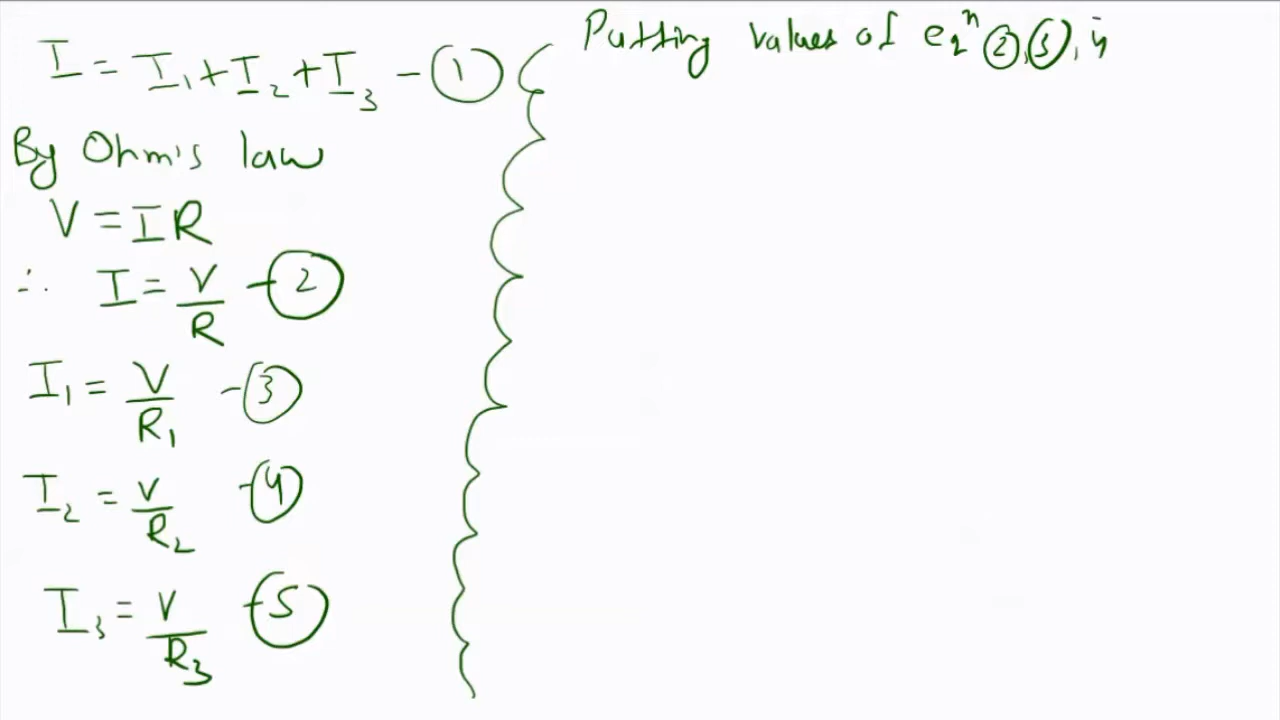 I = I₁ + I₂ + I₃ - ①
By Ohm's law
V = IR
∴ I = V/R - ②
I₁ = V/R₁ - ③
I₂ = V/R₂ - ④
I₃ = V/R₃ - ⑤
Putting values of eqⁿ ②, ③, in